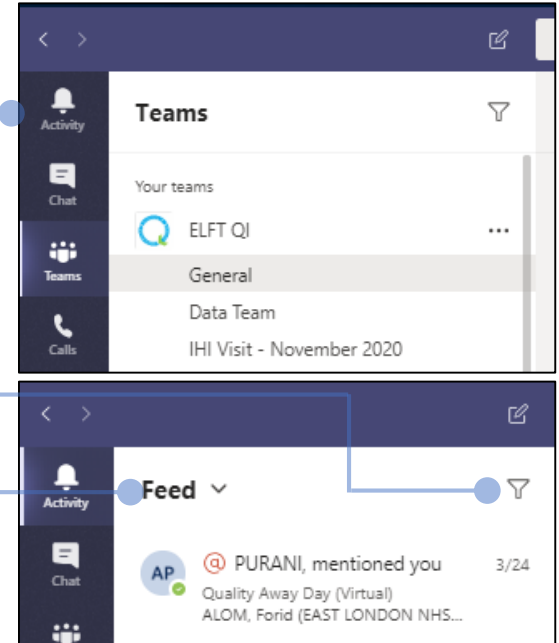 Activity
Chat
Teams
Calls
Teams
Your teams
ELFT QI
...
General
Data Team
IHI Visit - November 2020
Activity
Chat
Feed
AP
@ PURANI, mentioned you 3/24
Quality Away Day (Virtual)
ALOM, Forid (EAST LONDON NHS...